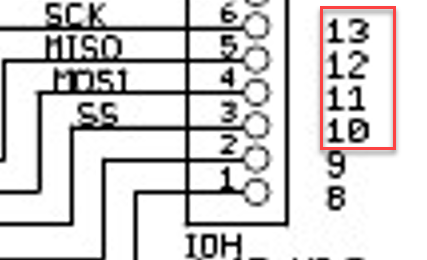 SCK 6 13
MISO 5 12
MOSI 4 11
SS 3 10
2 9
1 8
IOH